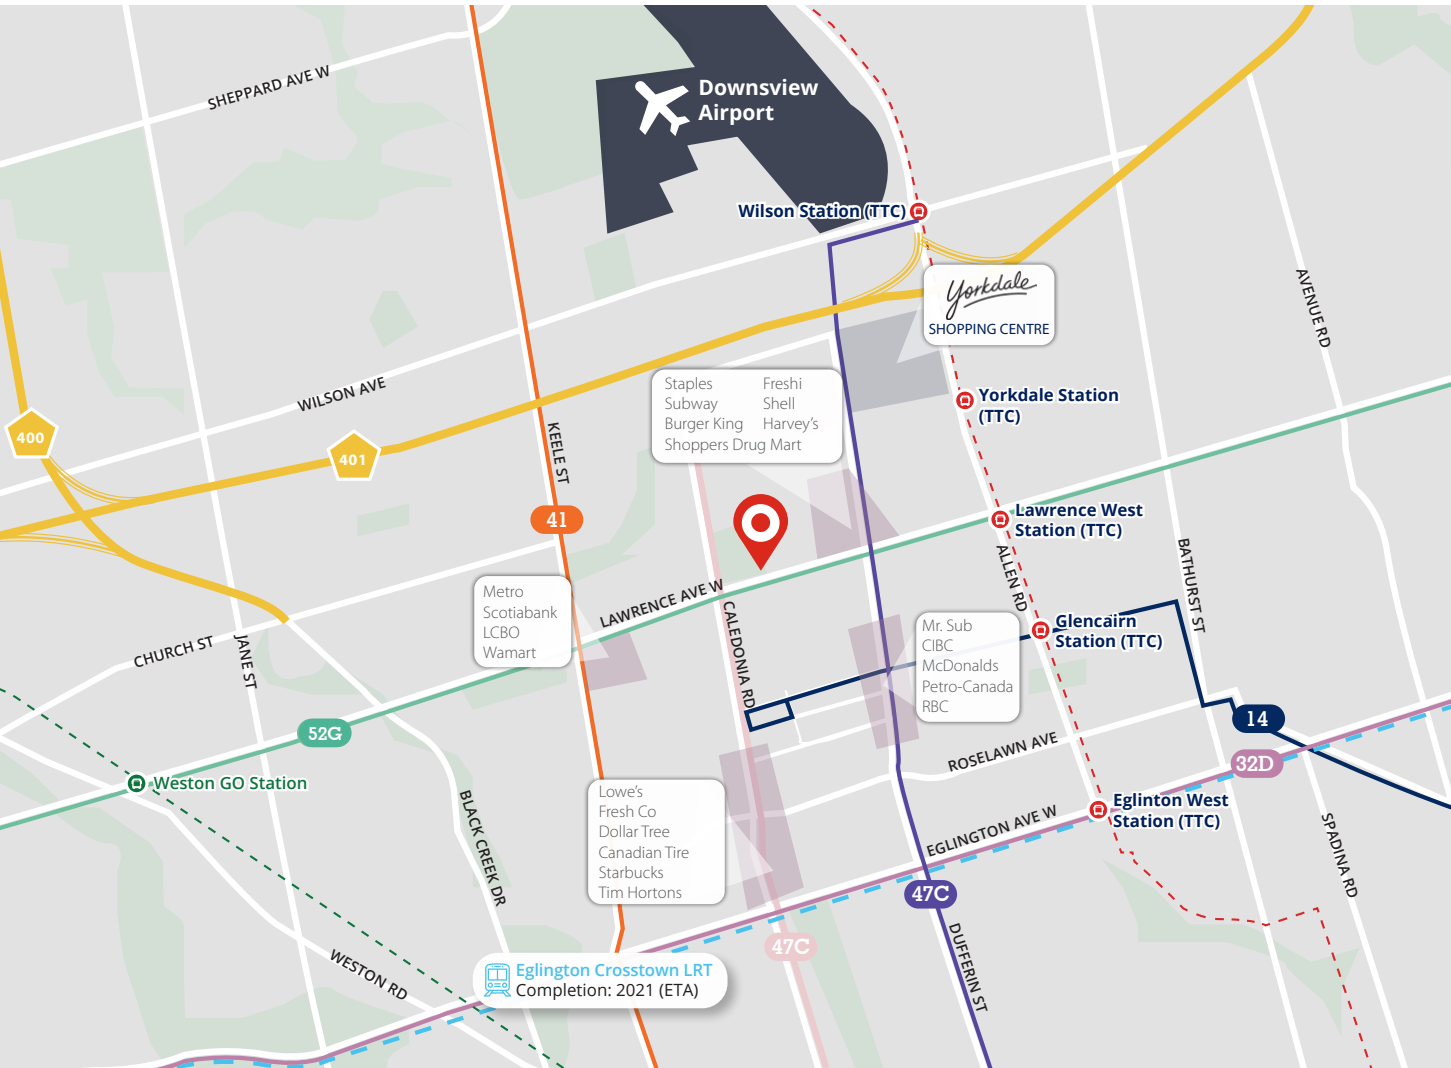 SHEPPARD AVE W
Downsview
Airport
Wilson Station (TTC)
Yorkdale
SHOPPING CENTRE
AVENUE RD
WILSON AVE
Staples
Subway
Burger King
Shoppers Drug Mart
Freshi
Shell
Harvey's
Yorkdale Station
(TTC)
400
401
KEELE ST
41
Lawrence West
Station (TTC)
ALLEN RD
BATHURST ST
Metro
Scotiabank
LCBO
Wamart
LAWRENCE AVE W
CALEDONIA RD
Mr. Sub
CIBC
McDonalds
Petro-Canada
RBC
Glencairn
Station (TTC)
CHURCH ST
JANE ST
52G
14
ROSELAWN AVE
32D
Weston GO Station
BLACK CREEK DR
Lowe's
Fresh Co
Dollar Tree
Canadian Tire
Starbucks
Tim Hortons
EGLINGTON AVE W
Eglinton West
Station (TTC)
SPADINA RD
47C
47C
DUFFERIN ST
WESTON RD
Eglington Crosstown LRT
Completion: 2021 (ETA)